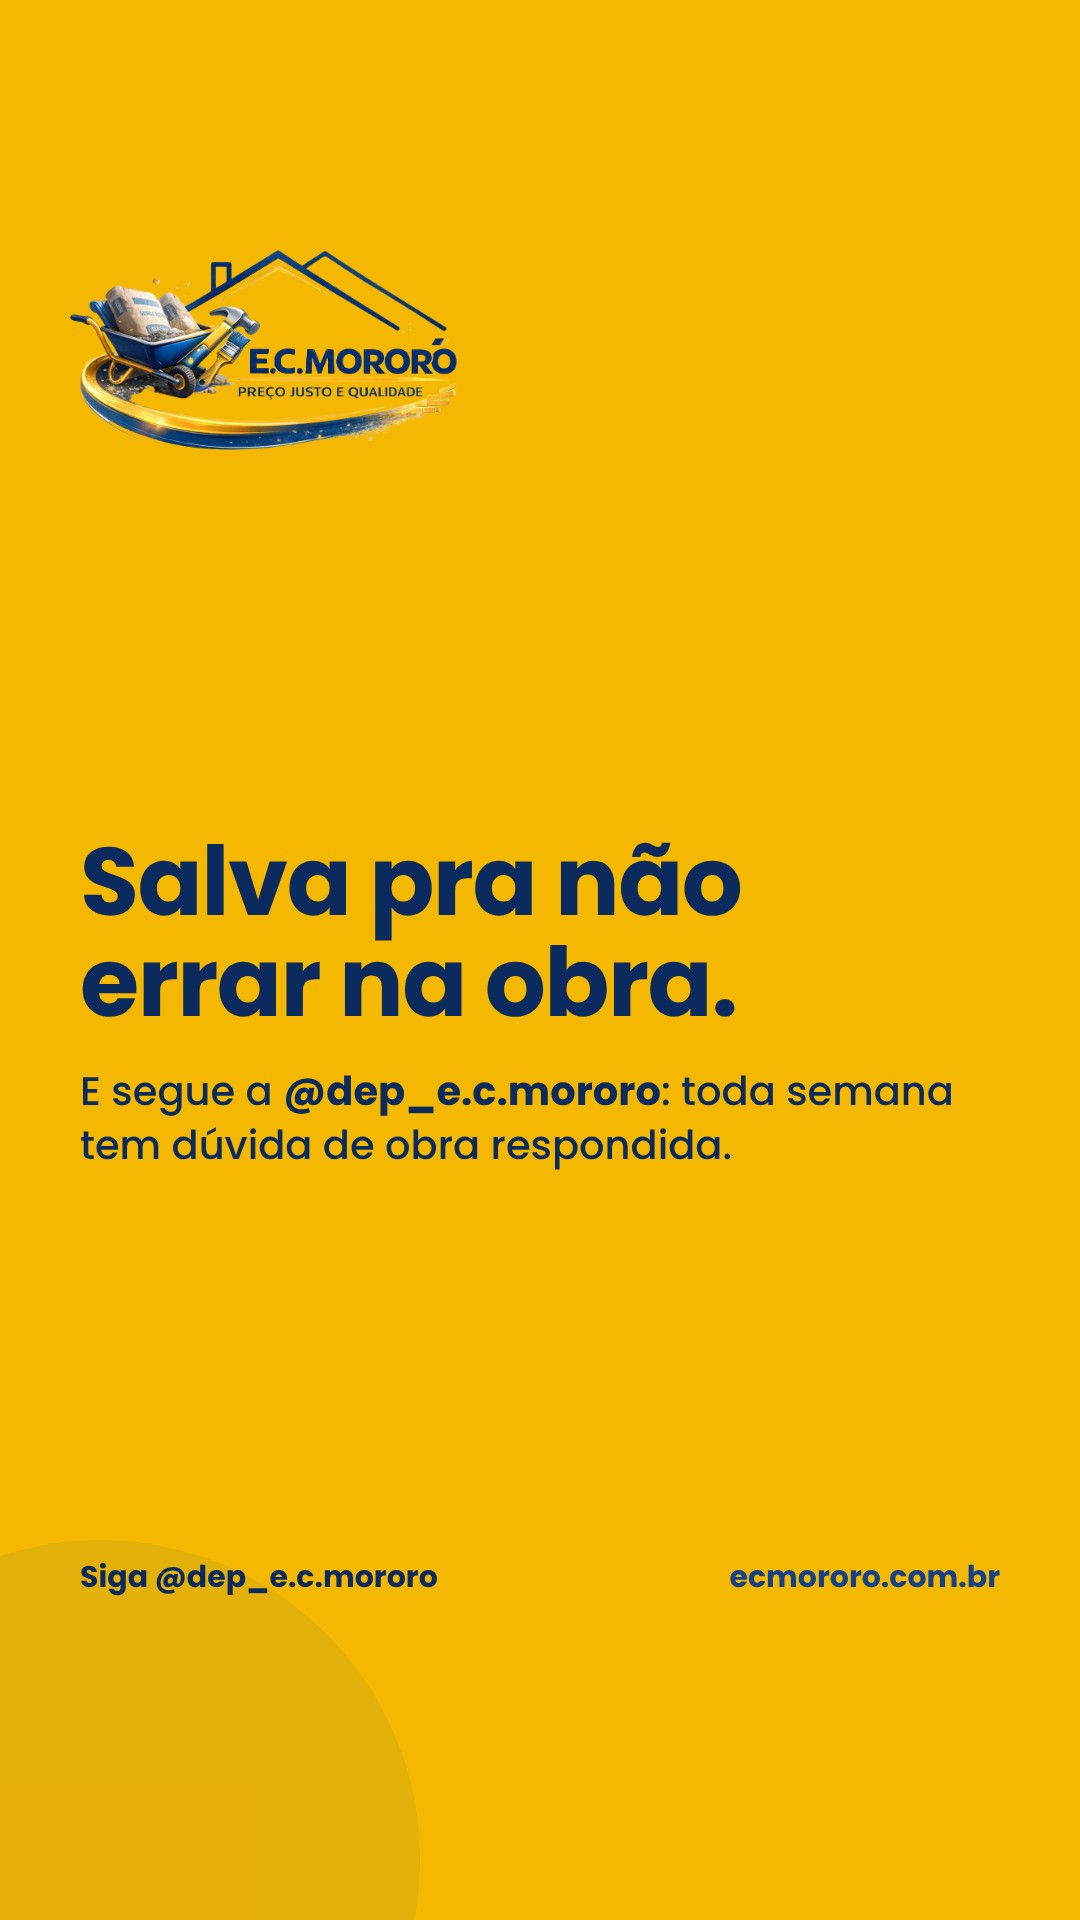 E.C.MORORÓ
PREÇO JUSTO E QUALIDADE
Salva pra não
errar na obra.
E segue a @dep_e.c.mororo: toda semana
tem dúvida de obra respondida.
Siga @dep_e.c.mororo
ecmororo.com.br